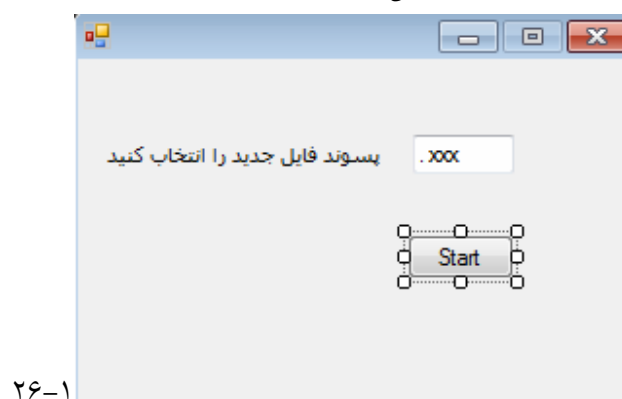 پسوند فایل جدید را انتخاب کنید
. xxx
Start
۲۶-۱